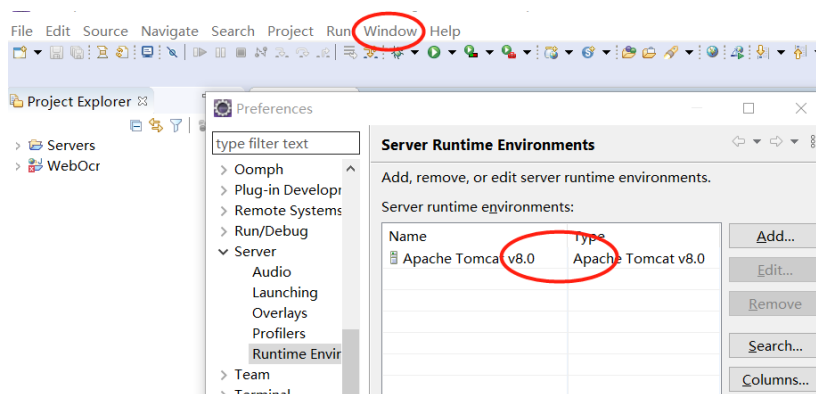 File Edit Source Navigate Search Project Run Window Help
Project Explorer
Servers
WebOcr
Preferences
type filter text
Oomph
Plug-in Developr
Remote Systems
Run/Debug
Server
Audio
Launching
Overlays
Profilers
Runtime Envir
Team
Terminal
Server Runtime Environments
Add, remove, or edit server runtime environments.
Server runtime environments:
Name Type
Apache Tomcat v8.0 Apache Tomcat v8.0
Add...
Edit...
Remove
Search...
Columns...